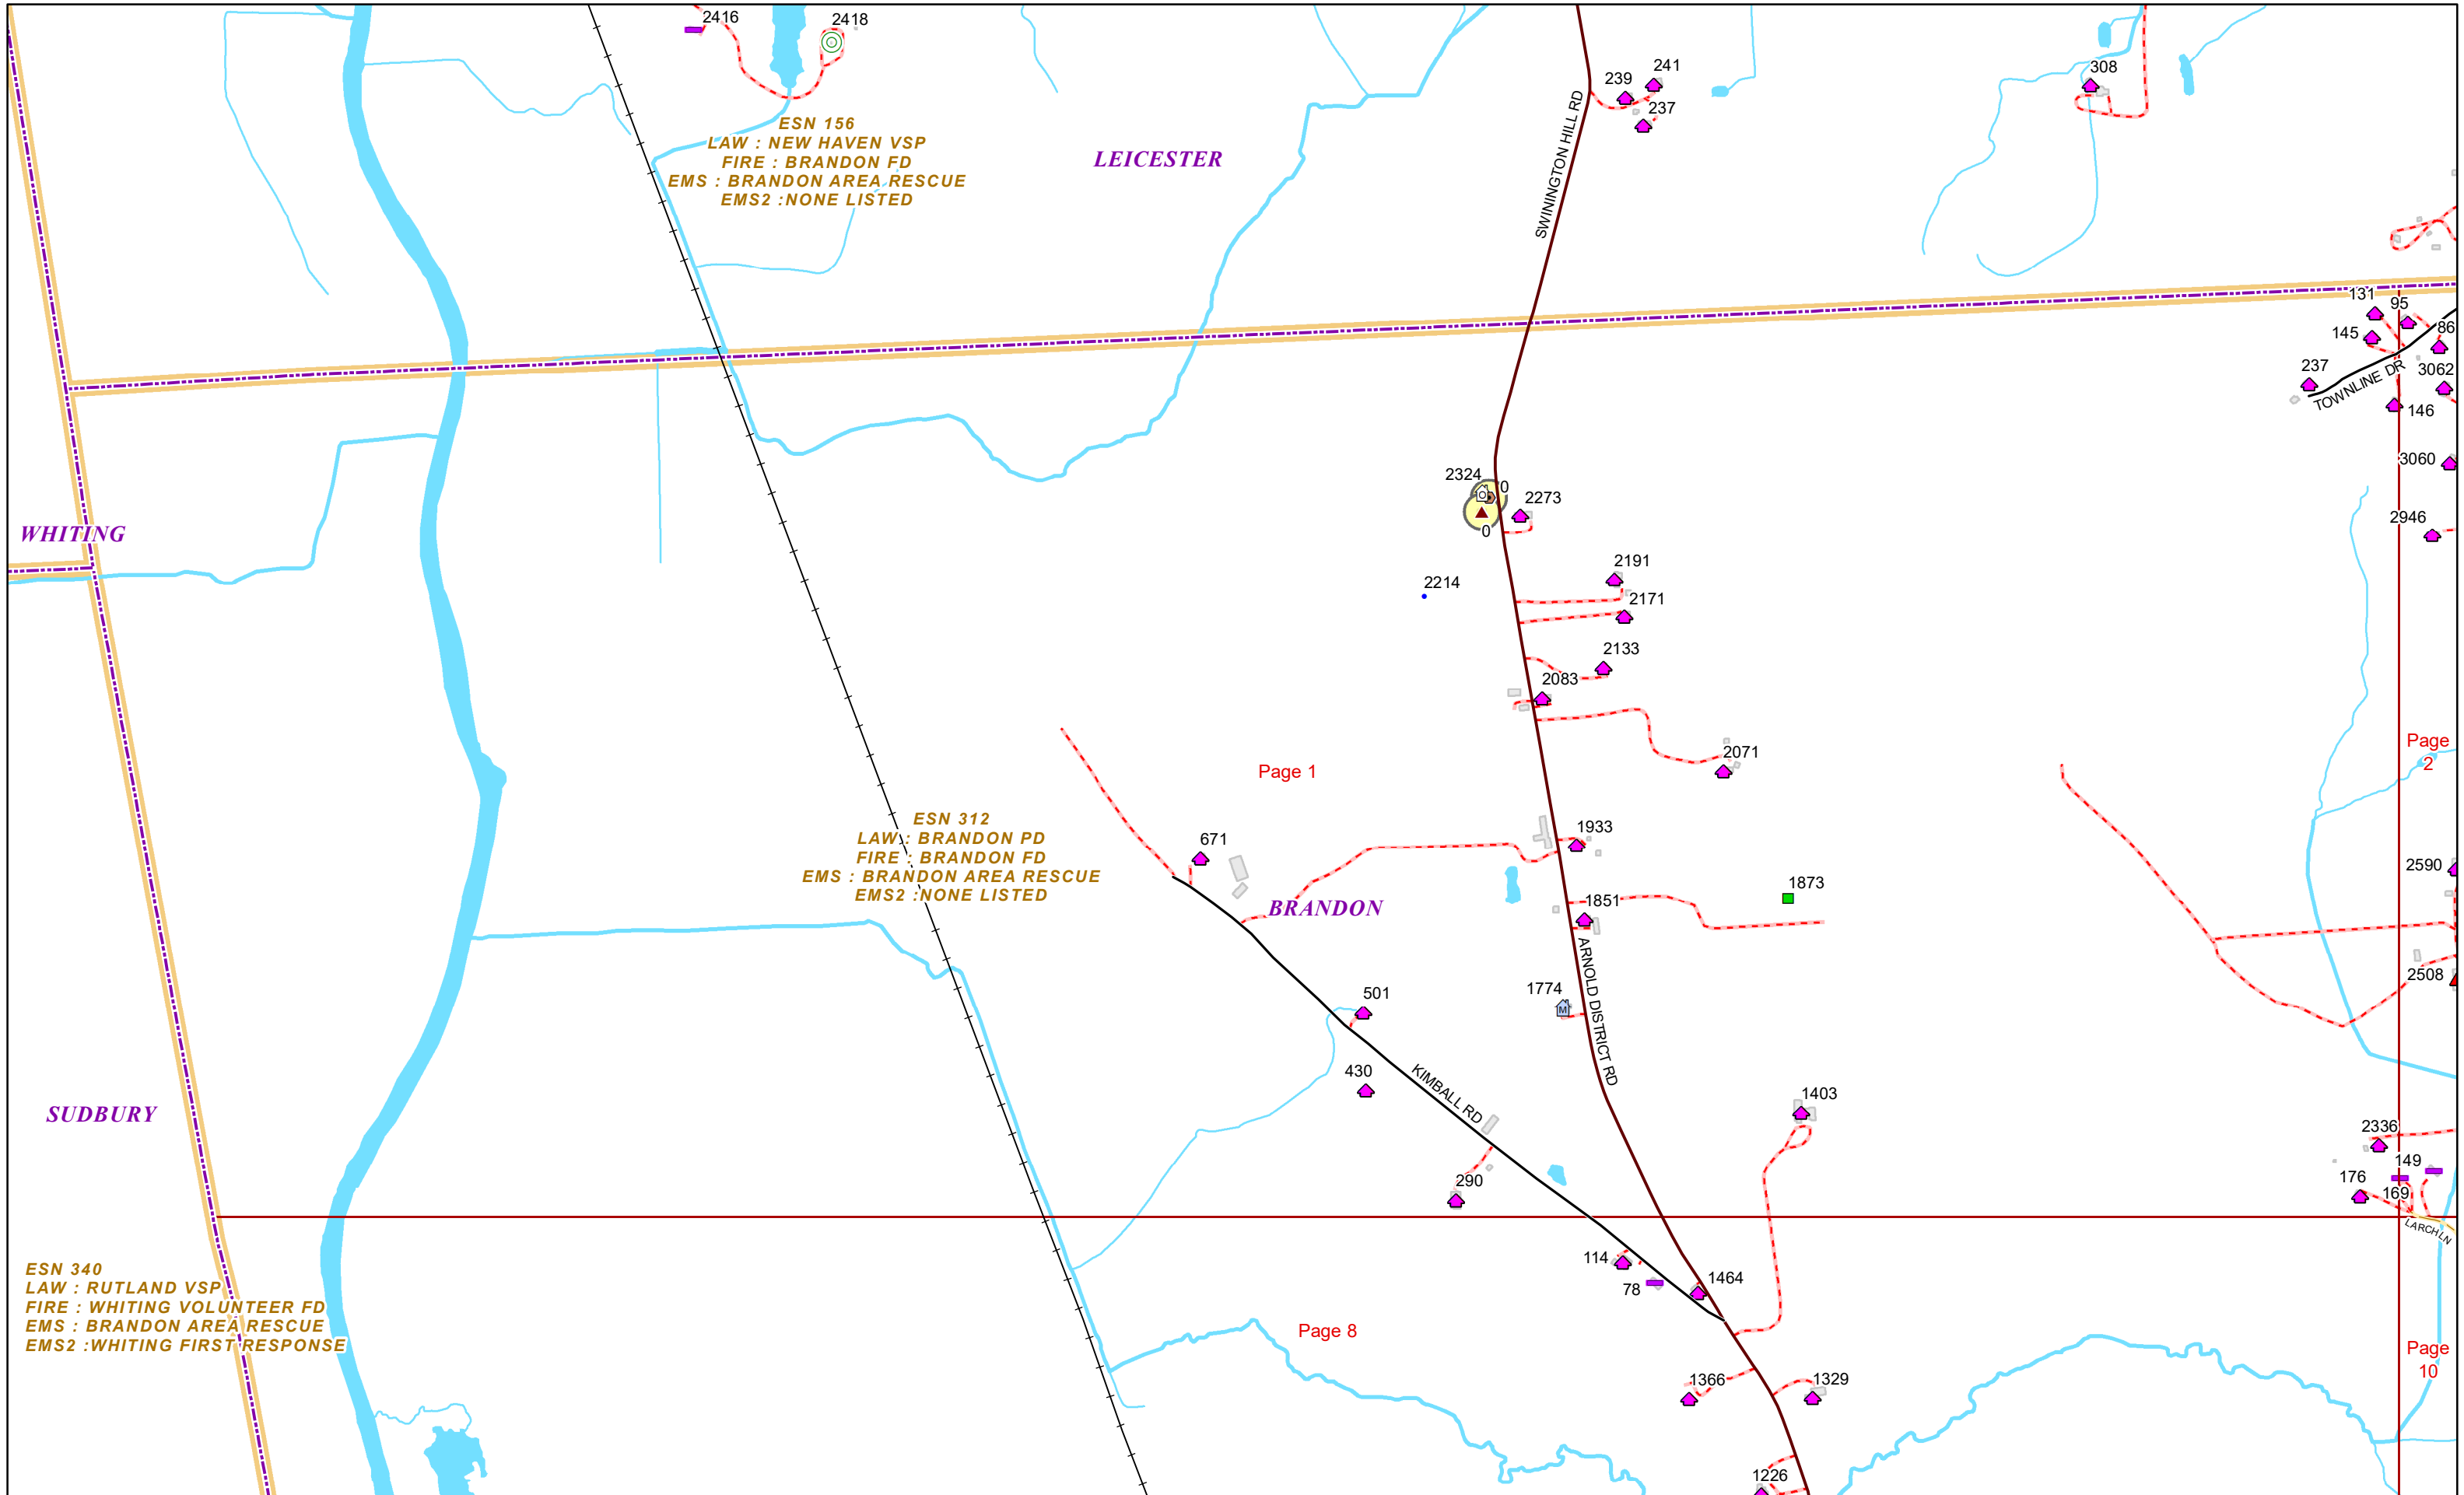 2416
2418
241
239
237
308
SWININGTON HILL RD
ESN 156
LAW : NEW HAVEN VSP
FIRE : BRANDON FD
EMS : BRANDON AREA RESCUE
EMS2 :NONE LISTED
LEICESTER
131
95
86
145
237
3062
TOWNLINE DR
146
3060
2324
0
2273
0
2946
WHITING
2191
2214
2171
2133
2083
2071
Page
2
Page 1
ESN 312
LAW : BRANDON PD
FIRE : BRANDON FD
EMS : BRANDON AREA RESCUE
EMS2 :NONE LISTED
671
1933
2590
1873
1851
BRANDON
ARNOLD DISTRICT RD
2508
501
1774
430
KIMBALL RD
1403
SUDBURY
2336
149
176
169
290
LARCH LN
114
78
1464
ESN 340
LAW : RUTLAND VSP
FIRE : WHITING VOLUNTEER FD
EMS : BRANDON AREA RESCUE
EMS2 :WHITING FIRST RESPONSE
Page 8
Page
10
1366
1329
1226
M